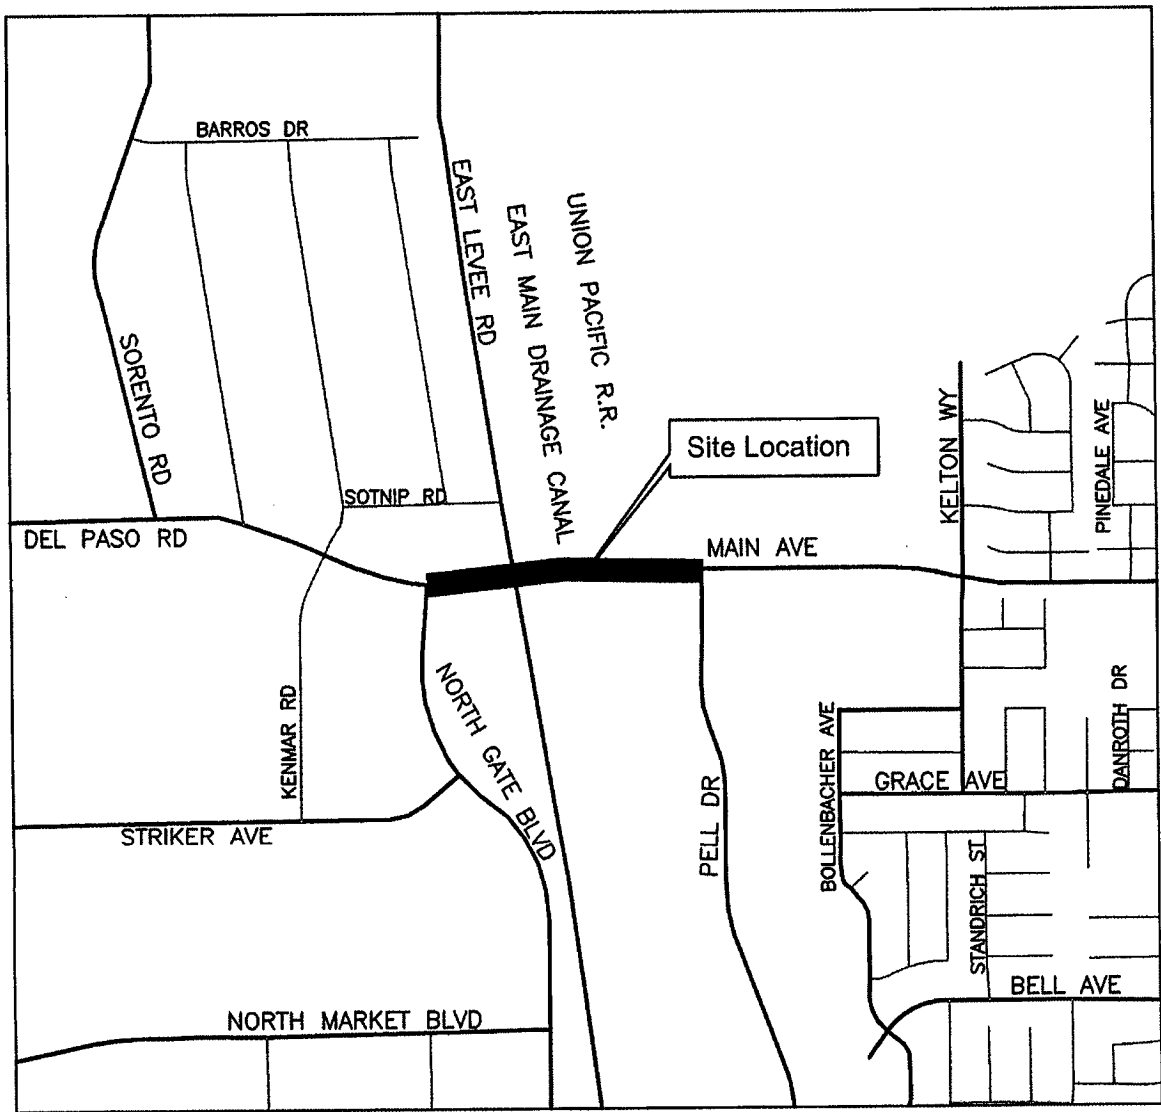 BARROS DR
EAST LEVEE RD
EAST MAIN DRAINAGE CANAL
UNION PACIFIC R.R.
SORENTO RD
Site Location
KELTON WY
PINEDALE AVE
SOTNIP RD
DEL PASO RD
MAIN AVE
KENMAR RD
NORTH GATE BLVD
PELL DR
BOLLENBACHER AVE
DANROTH DR
GRACE AVE
STRIKER AVE
STANDRICH ST
BELL AVE
NORTH MARKET BLVD